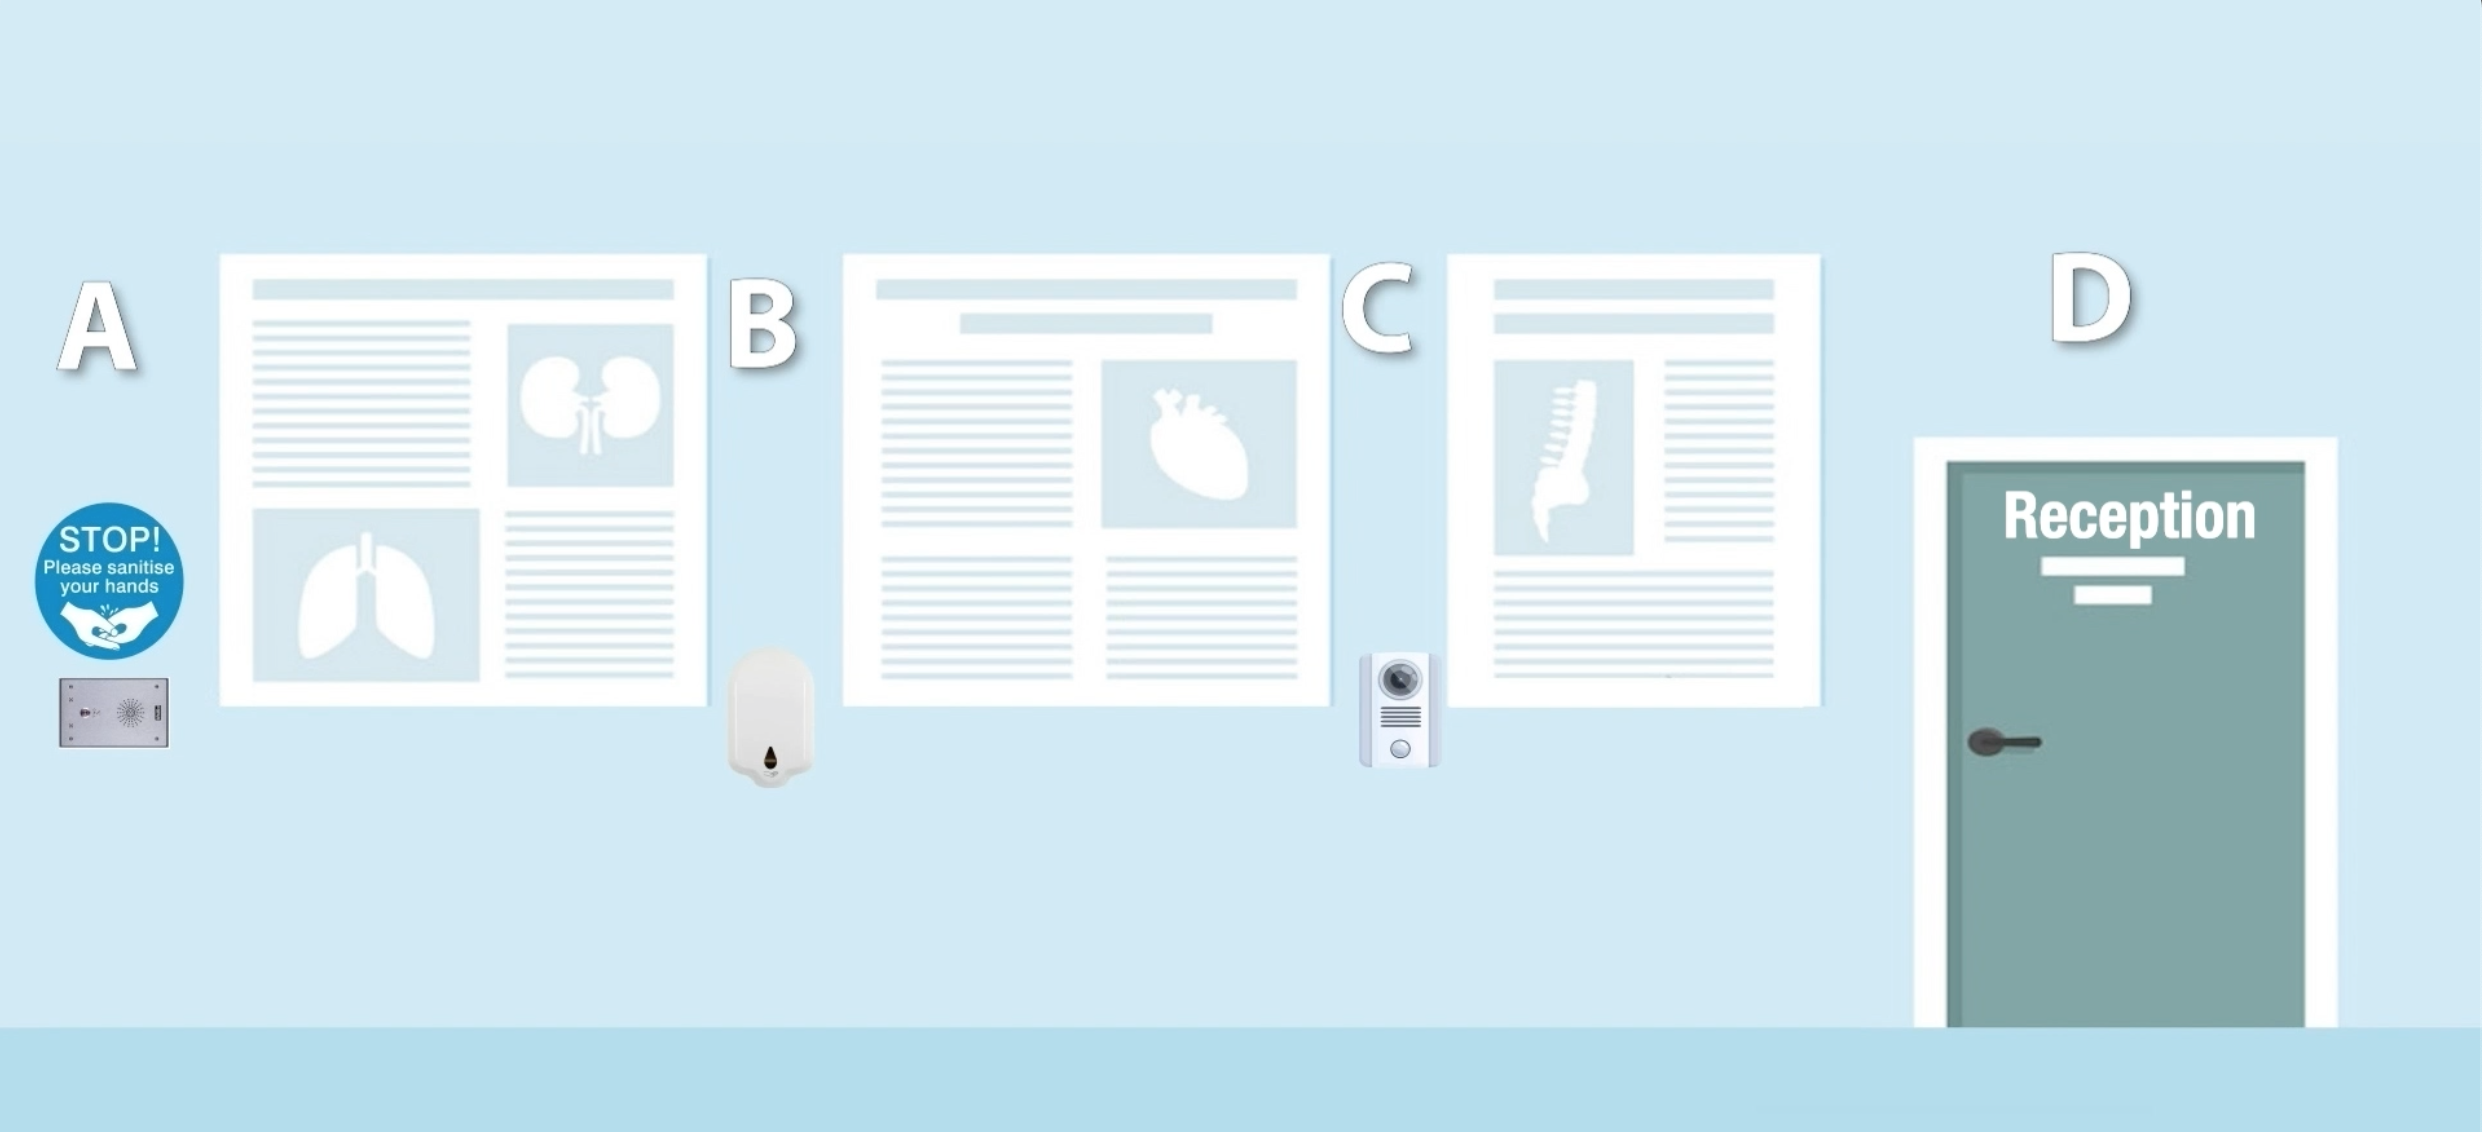 A
B
C
D
STOP!
Please sanitise
your hands
Reception